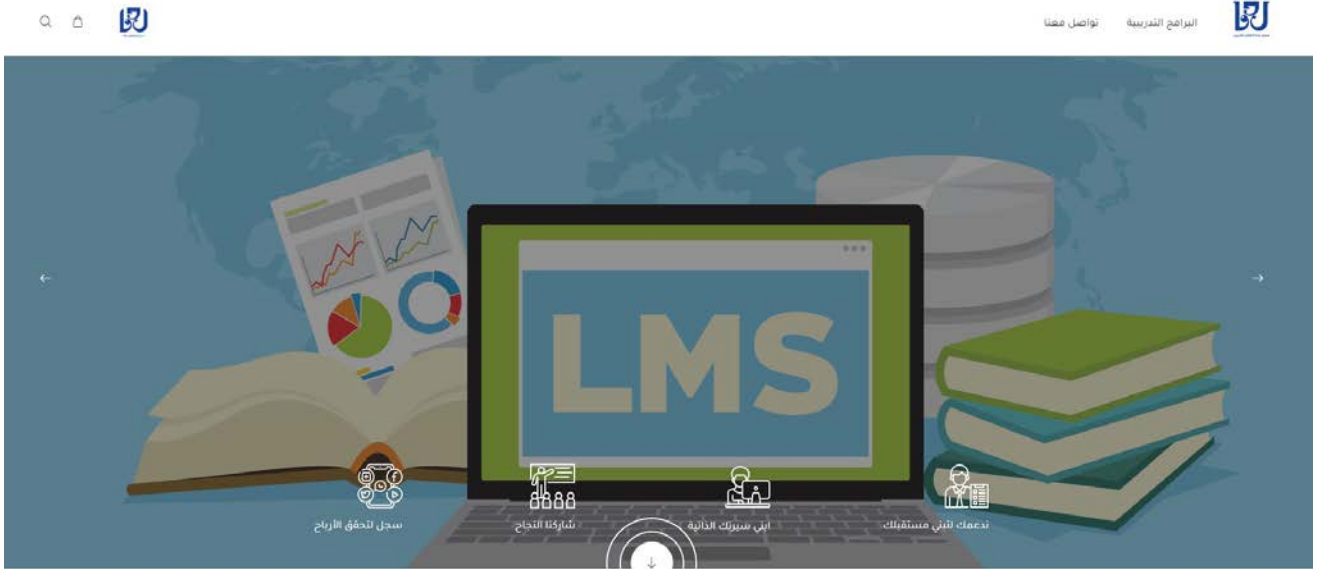 البرامج التدريبية
تواصل معنا
LMS
ندعمك لتبني مستقبلك
ابني سيرتك الذاتية
شاركنا النجاح
سجل لتحقق الأرباح